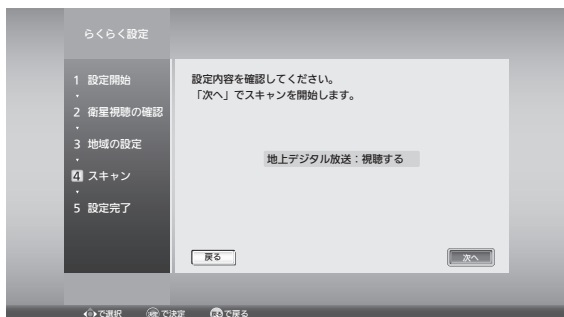 らくらく設定
1 設定開始
2 衛星視聴の確認
3 地域の設定
4 スキャン
5 設定完了
設定内容を確認してください。
「次へ」でスキャンを開始します。
地上デジタル放送：視聴する
戻る
次へ
で選択 決定で決定 戻るで戻る